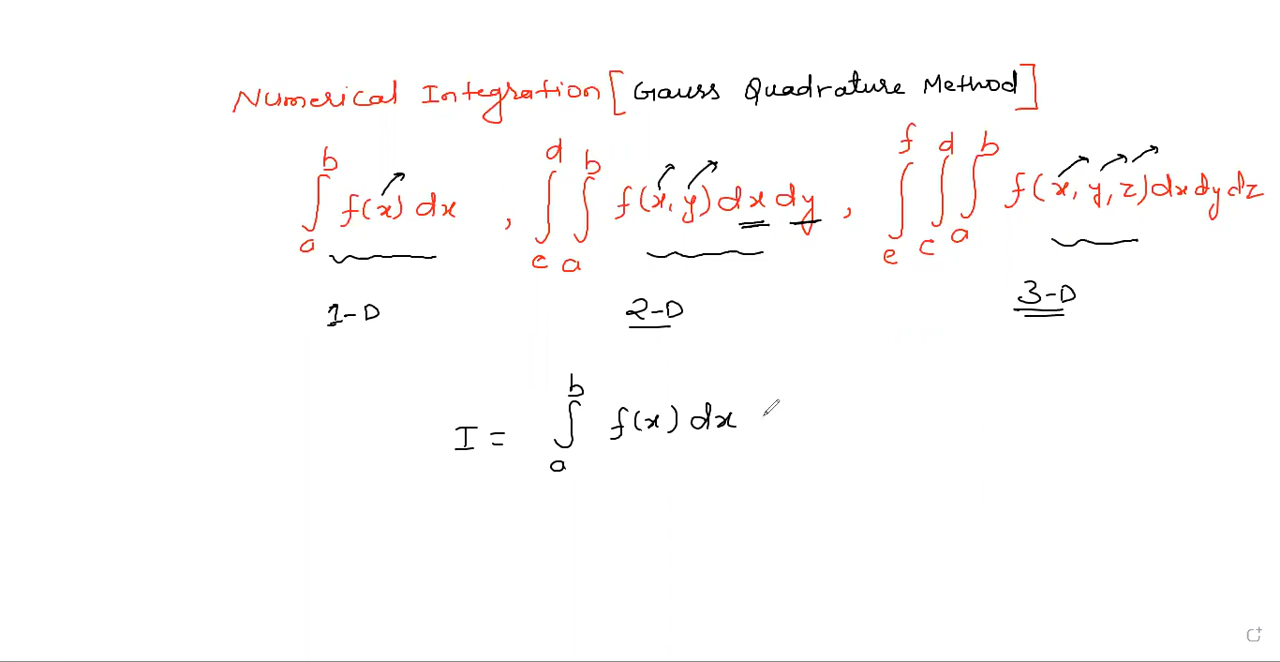 Numerical Integration [Gauss Quadrature Method]
∫_a^b f(x) dx , ∫_c^d ∫_a^b f(x, y) dx dy , ∫_e^f ∫_c^d ∫_a^b f(x, y, z) dx dy dz
1-D 2-D 3-D
I = ∫_a^b f(x) dx